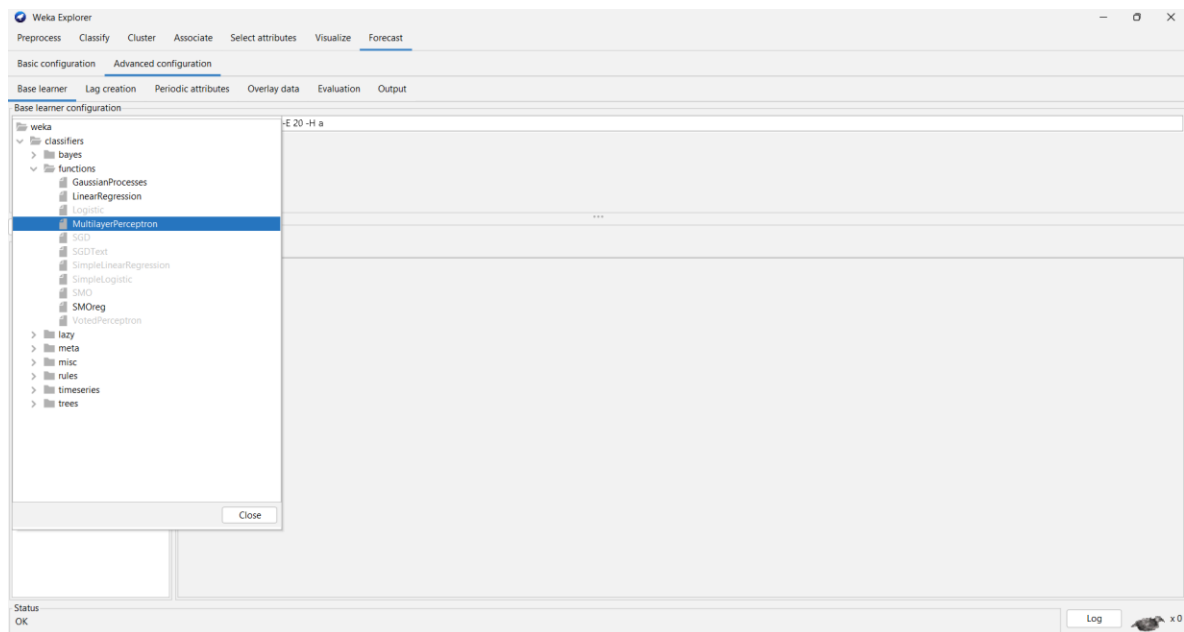 Weka Explorer
Preprocess Classify Cluster Associate Select attributes Visualize Forecast
Basic configuration Advanced configuration
Base learner Lag creation Periodic attributes Overlay data Evaluation Output
Base learner configuration
-E 20 -H a
weka
classifiers
bayes
functions
GaussianProcesses
LinearRegression
Logistic
MultilayerPerceptron
SGD
SGDText
SimpleLinearRegression
SimpleLogistic
SMO
SMOreg
VotedPerceptron
lazy
meta
misc
rules
timeseries
trees
Close
Status
OK
Log x 0